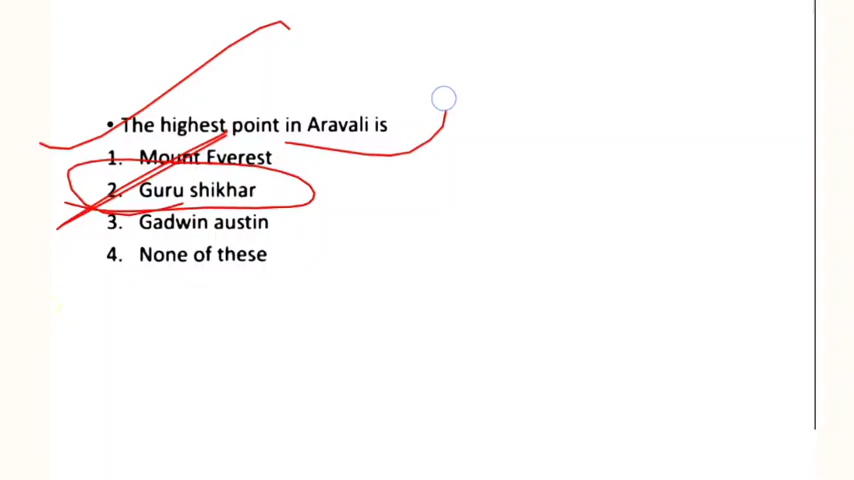 • The highest point in Aravali is
1. Mount Everest
2. Guru shikhar
3. Gadwin austin
4. None of these